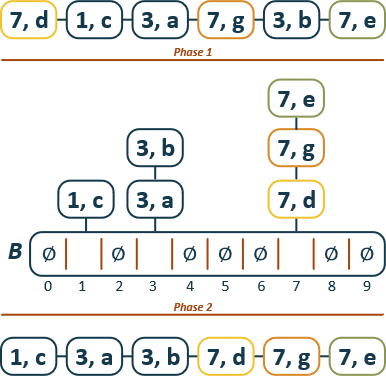 7, d 1, c 3, a 7, g 3, b 7, e
Phase 1
7, e
3, b 7, g
1, c 3, a 7, d
B ∅ ∅ ∅ ∅ ∅ ∅ ∅
0 1 2 3 4 5 6 7 8 9
Phase 2
1, c 3, a 3, b 7, d 7, g 7, e